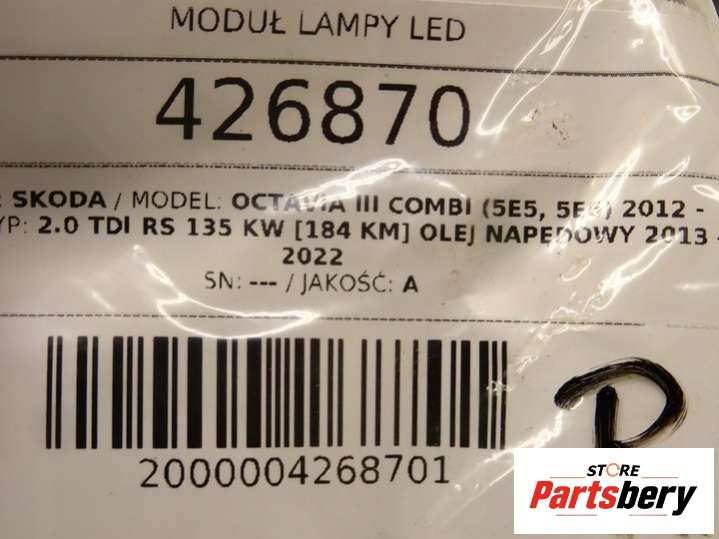 MODUŁ LAMPY LED
426870
: SKODA / MODEL: OCTAVIA III COMBI (5E5, 5E6) 2012 -
YP: 2.0 TDI RS 135 KW [184 KM] OLEJ NAPĘDOWY 2013 -
2022
SN: --- / JAKOŚĆ: A
2000004268701
STORE
Partsbery